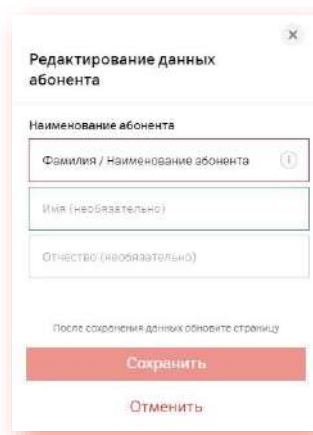 Редактирование данных
абонента
Наименование абонента
Фамилия / Наименование абонента
Имя (необязательно)
Отчество (необязательно)
После сохранения данных обновите страницу
Сохранить
Отменить